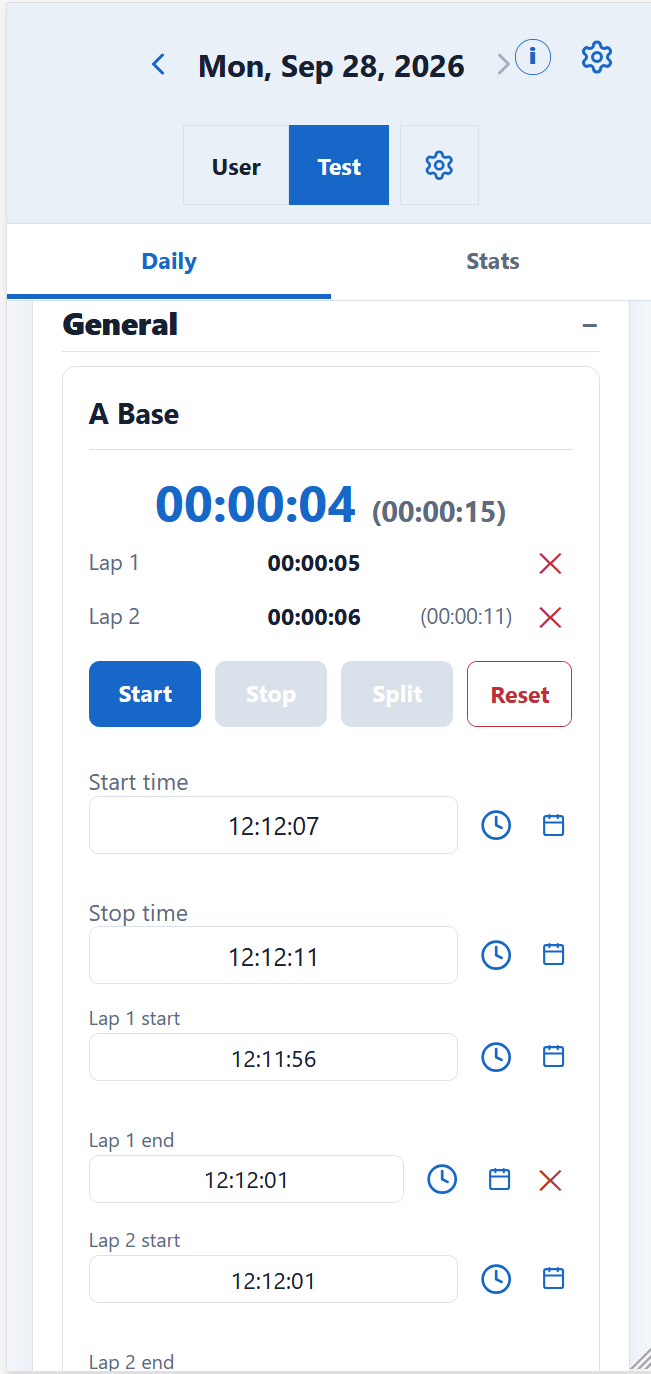 Mon, Sep 28, 2026
i
User Test
Daily Stats
General
A Base
00:00:04 (00:00:15)
Lap 1 00:00:05
Lap 2 00:00:06 (00:00:11)
Start Stop Split Reset
Start time
12:12:07
Stop time
12:12:11
Lap 1 start
12:11:56
Lap 1 end
12:12:01
Lap 2 start
12:12:01
Lap 2 end